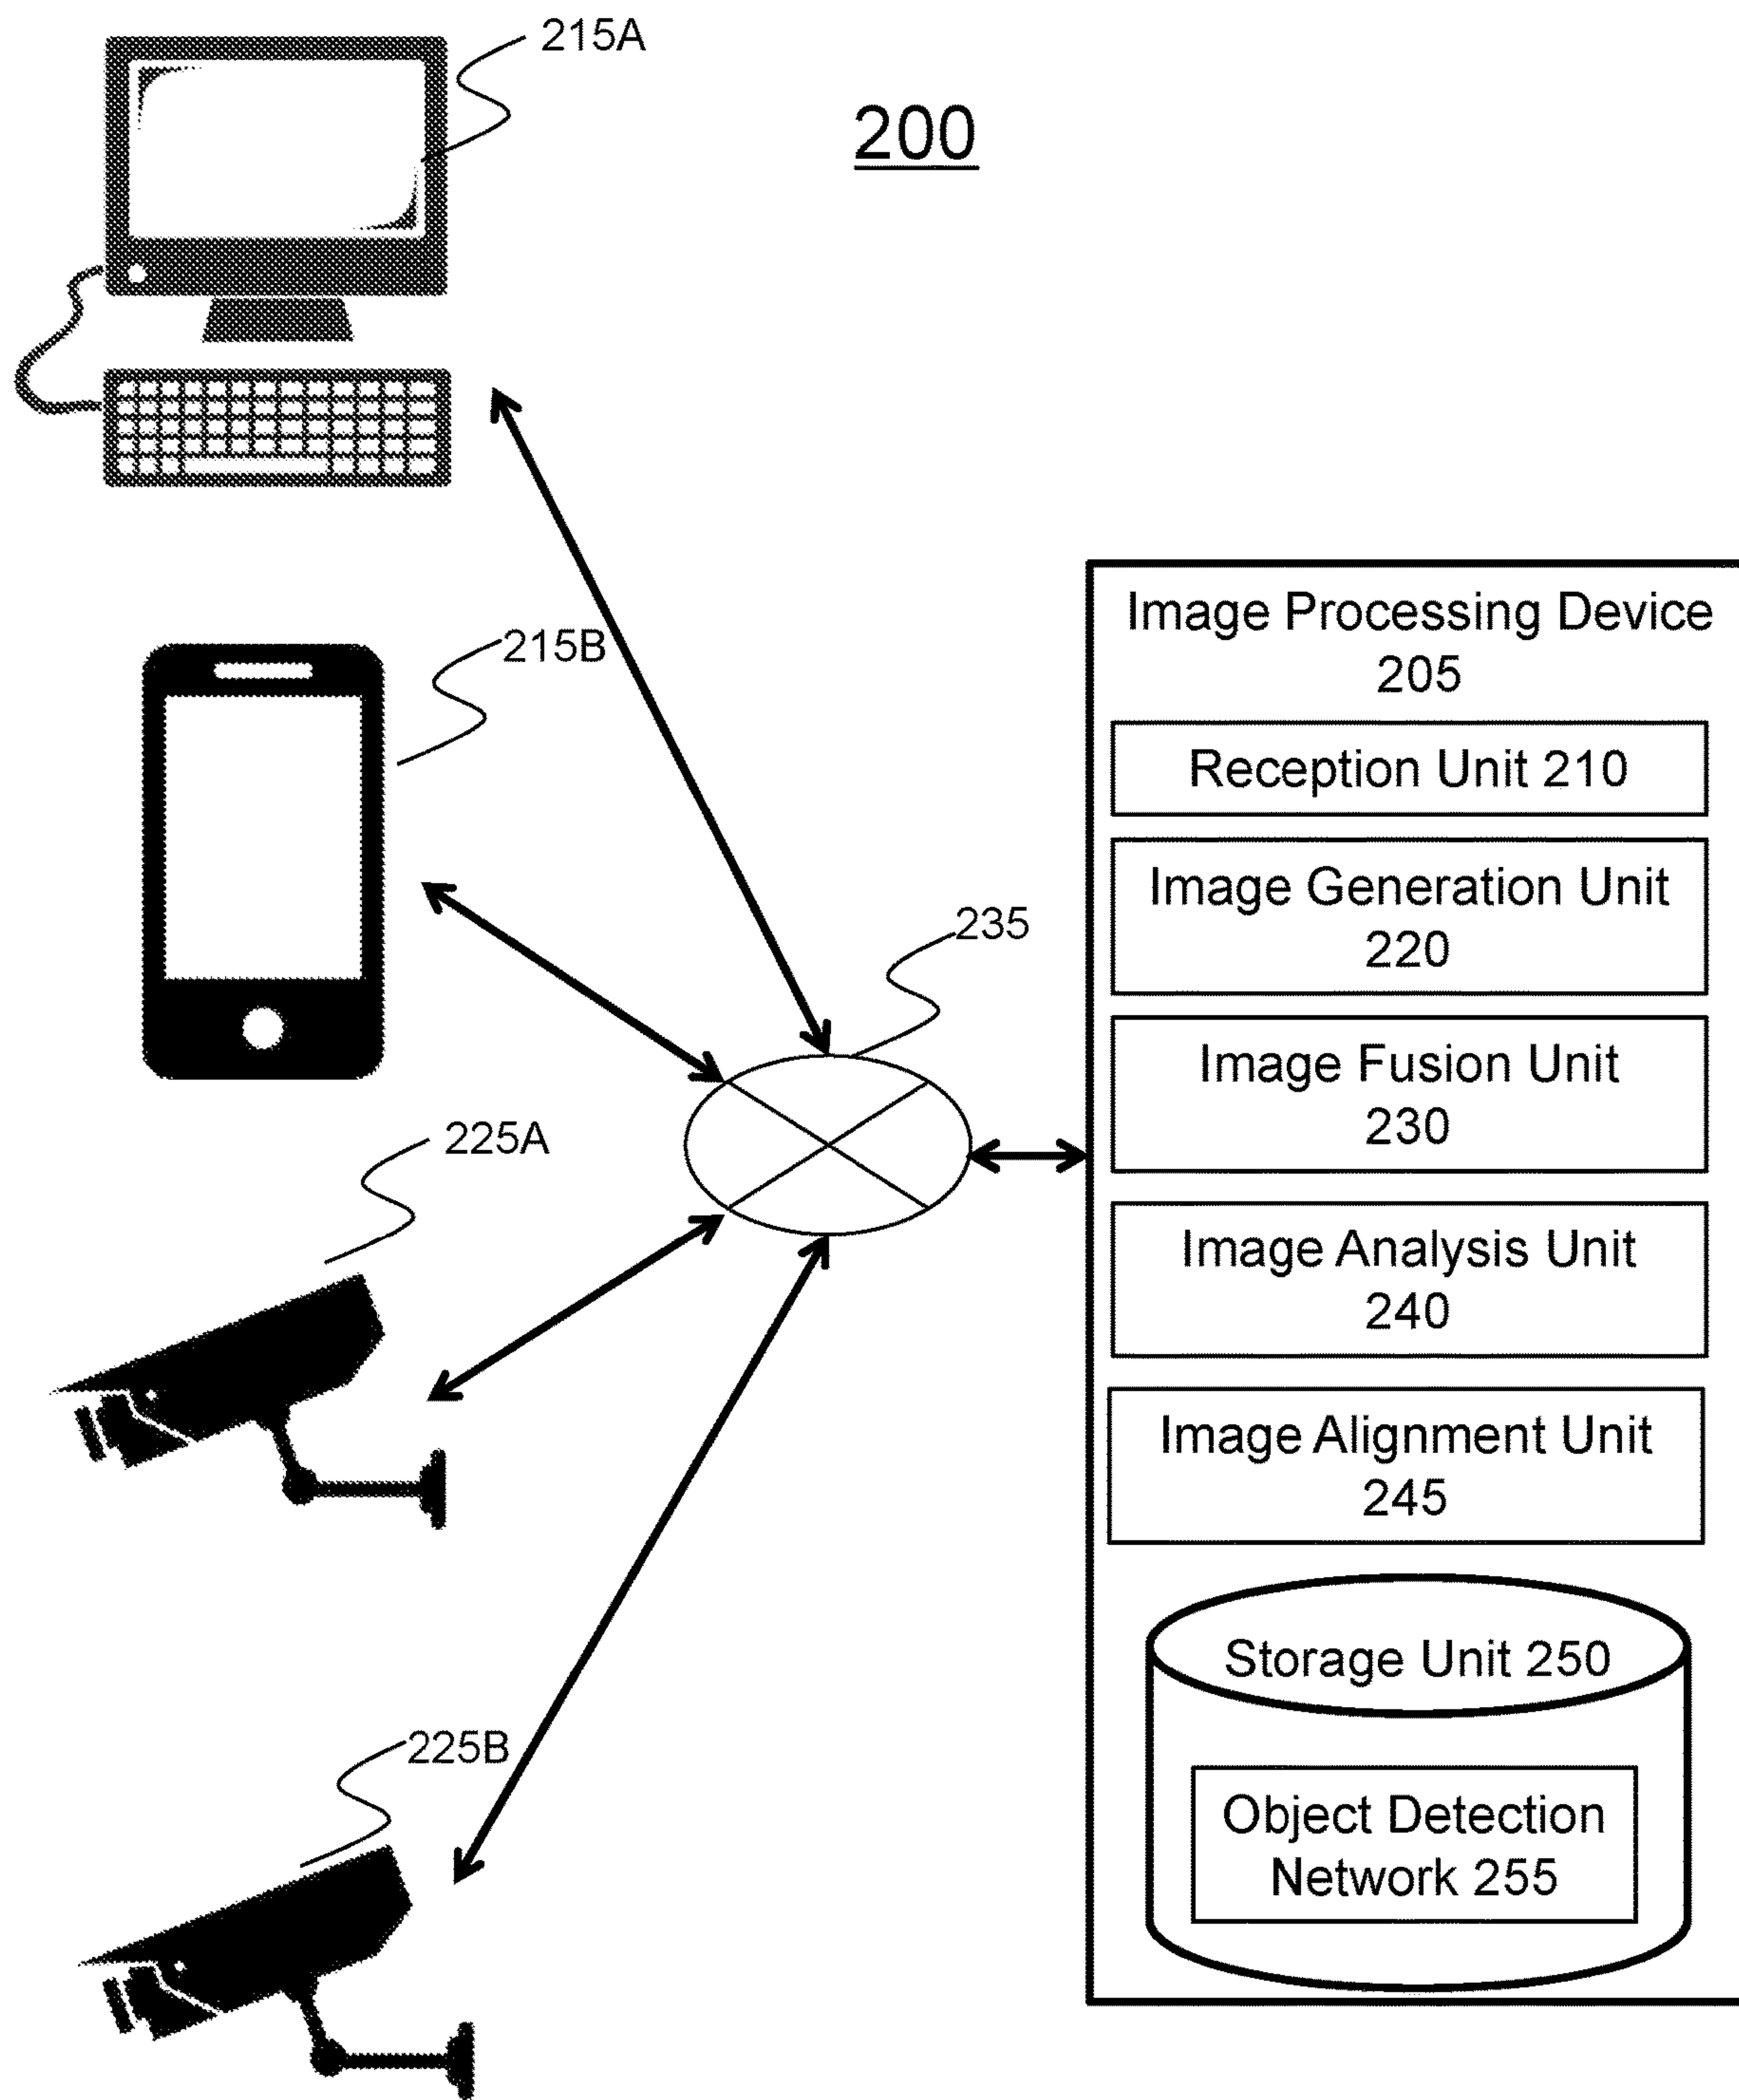 215A
200
215B
225A
225B
235
Image Processing Device
205
Reception Unit 210
Image Generation Unit
220
Image Fusion Unit
230
Image Analysis Unit
240
Image Alignment Unit
245
Storage Unit 250
Object Detection
Network 255